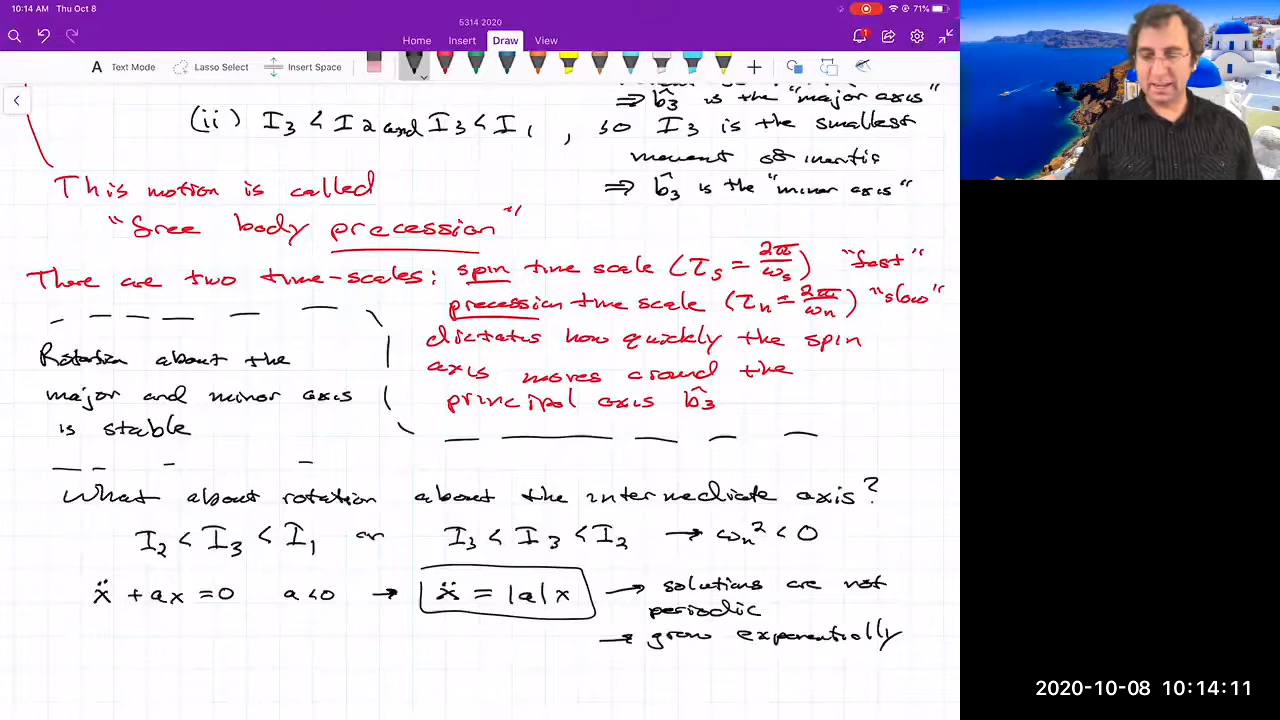 10:14 AM Thu Oct 8
71%
5314 2020
Home Insert Draw View
1
Text Mode Lasso Select Insert Space
⇒ b̂3 is the "major axis"
(ii) I3 < I2 and I3 < I1, so I3 is the smallest
moment of inertia
⇒ b̂3 is the "minor axis"
This motion is called
"free body precession"
There are two time-scales: spin time scale (τs = 2π/ωs) "fast"
precession time scale (τn = 2π/ωn) "slow"
dictates how quickly the spin
axis moves around the
principal axis b̂3
Rotation about the
major and minor axis
is stable
What about rotation about the intermediate axis?
I2 < I3 < I1 or I3 < I3 < I2 → ωn² < 0
ẍ + ax = 0 a < 0 → ẍ = |a| x → solutions are not
periodic
→ grow exponentially
2020-10-08 10:14:11